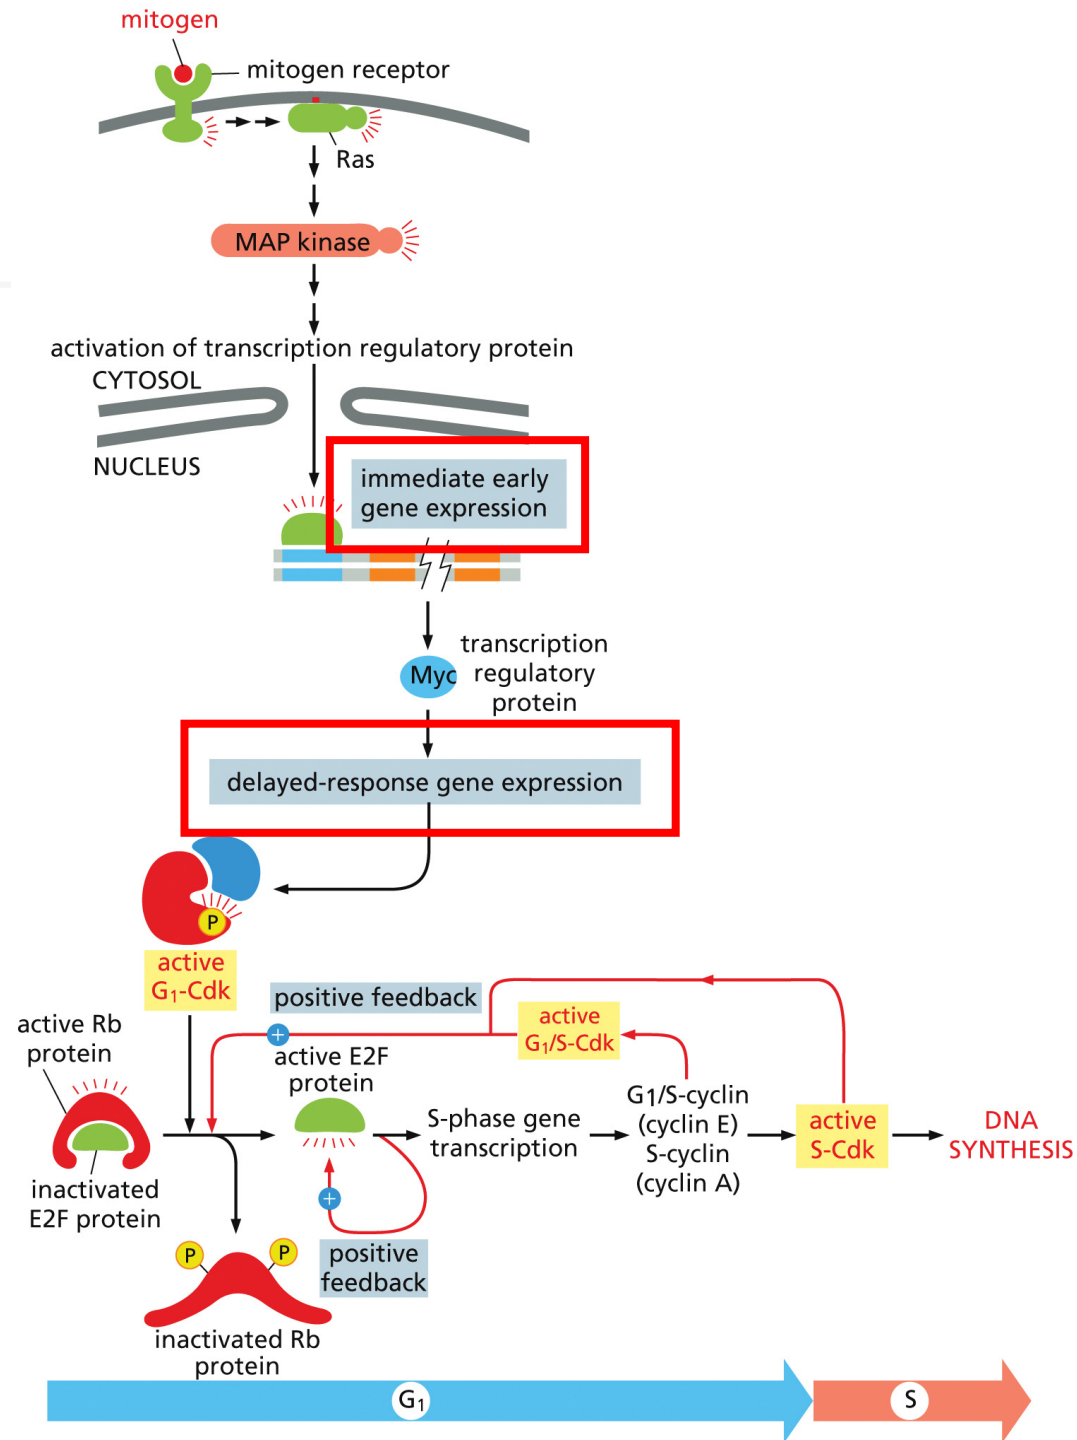 mitogen
mitogen receptor
Ras
MAP kinase
activation of transcription regulatory protein
CYTOSOL
NUCLEUS
immediate early
gene expression
transcription
regulatory
protein
Myc
delayed-response gene expression
P
active
G₁-Cdk
positive feedback
+
active
G₁/S-Cdk
active Rb
protein
active E2F
protein
S-phase gene
transcription
G₁/S-cyclin
(cyclin E)
S-cyclin
(cyclin A)
active
S-Cdk
DNA
SYNTHESIS
inactivated
E2F protein
+
positive
feedback
P
P
inactivated Rb
protein
G₁
S